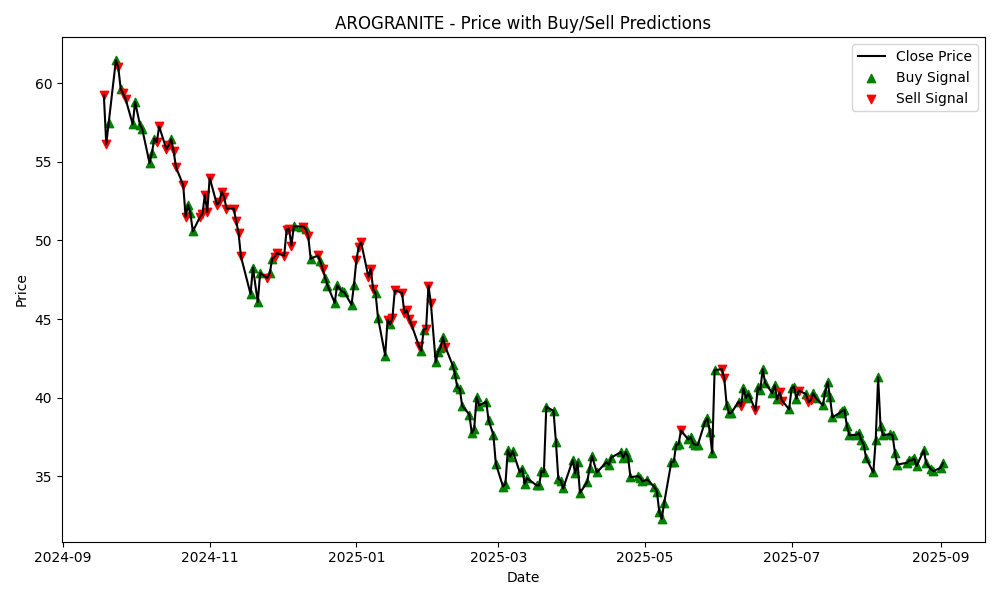 AROGRANITE - Price with Buy/Sell Predictions
Close Price
Buy Signal
Sell Signal
Price
60
55
50
45
40
35
2024-09
2024-11
2025-01
2025-03
2025-05
2025-07
2025-09
Date